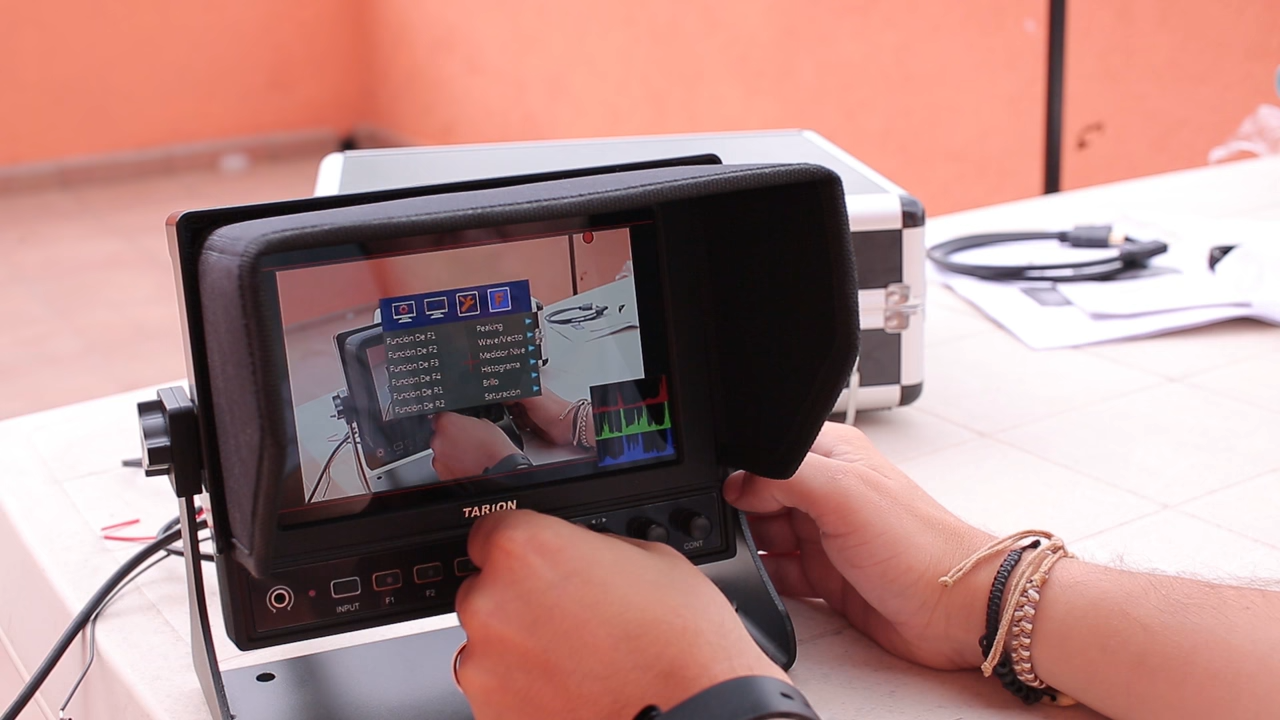 F
Función De F1 Peaking
Función De F2 Wave/Vecto
Función De F3 Medidor Nive
Función De F4 Histograma
Función De R1 Brillo
Función De R2 Saturación
TARION
INPUT F1 F2 CONT